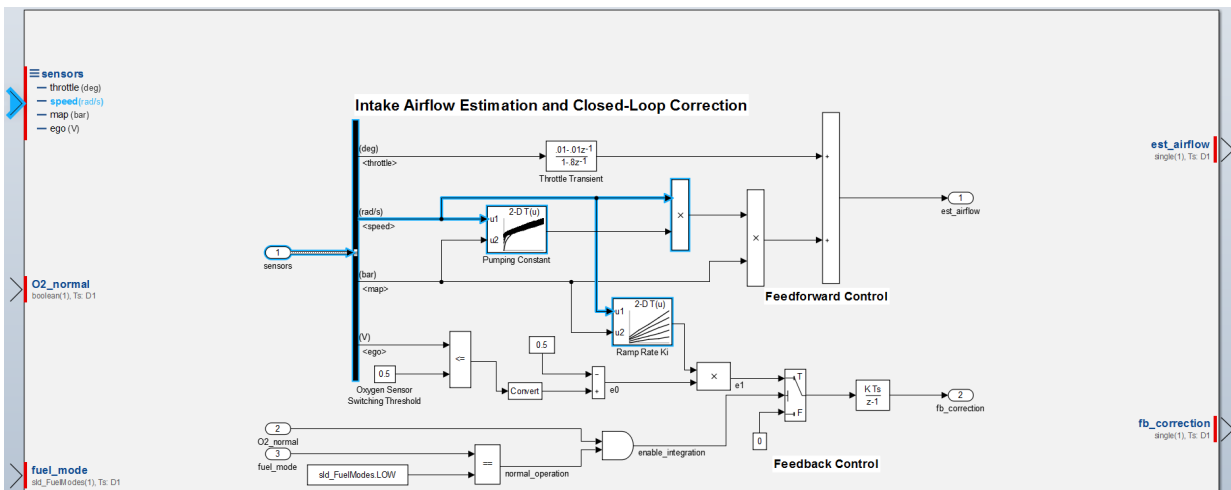 sensors
throttle (deg)
speed(rad/s)
map (bar)
ego (V)
O2_normal
boolean(1), Ts: D1
fuel_mode
sld_FuelModes(1), Ts: D1
Intake Airflow Estimation and Closed-Loop Correction
(deg)
<throttle>
.01-.01z-1
1-.8z-1
Throttle Transient
(rad/s)
<speed>
2-D T(u)
u1
u2
Pumping Constant
×
×
+
+
1
est_airflow
1
sensors
(bar)
<map>
Feedforward Control
2-D T(u)
u1
u2
Ramp Rate Ki
(V)
<ego>
<=
0.5
Oxygen Sensor
Switching Threshold
0.5
Convert
−
+
e0
×
e1
T
F
0
K Ts
z-1
2
fb_correction
2
O2_normal
3
fuel_mode
==
sld_FuelModes.LOW
normal_operation
AND
enable_integration
Feedback Control
est_airflow
single(1), Ts: D1
fb_correction
single(1), Ts: D1